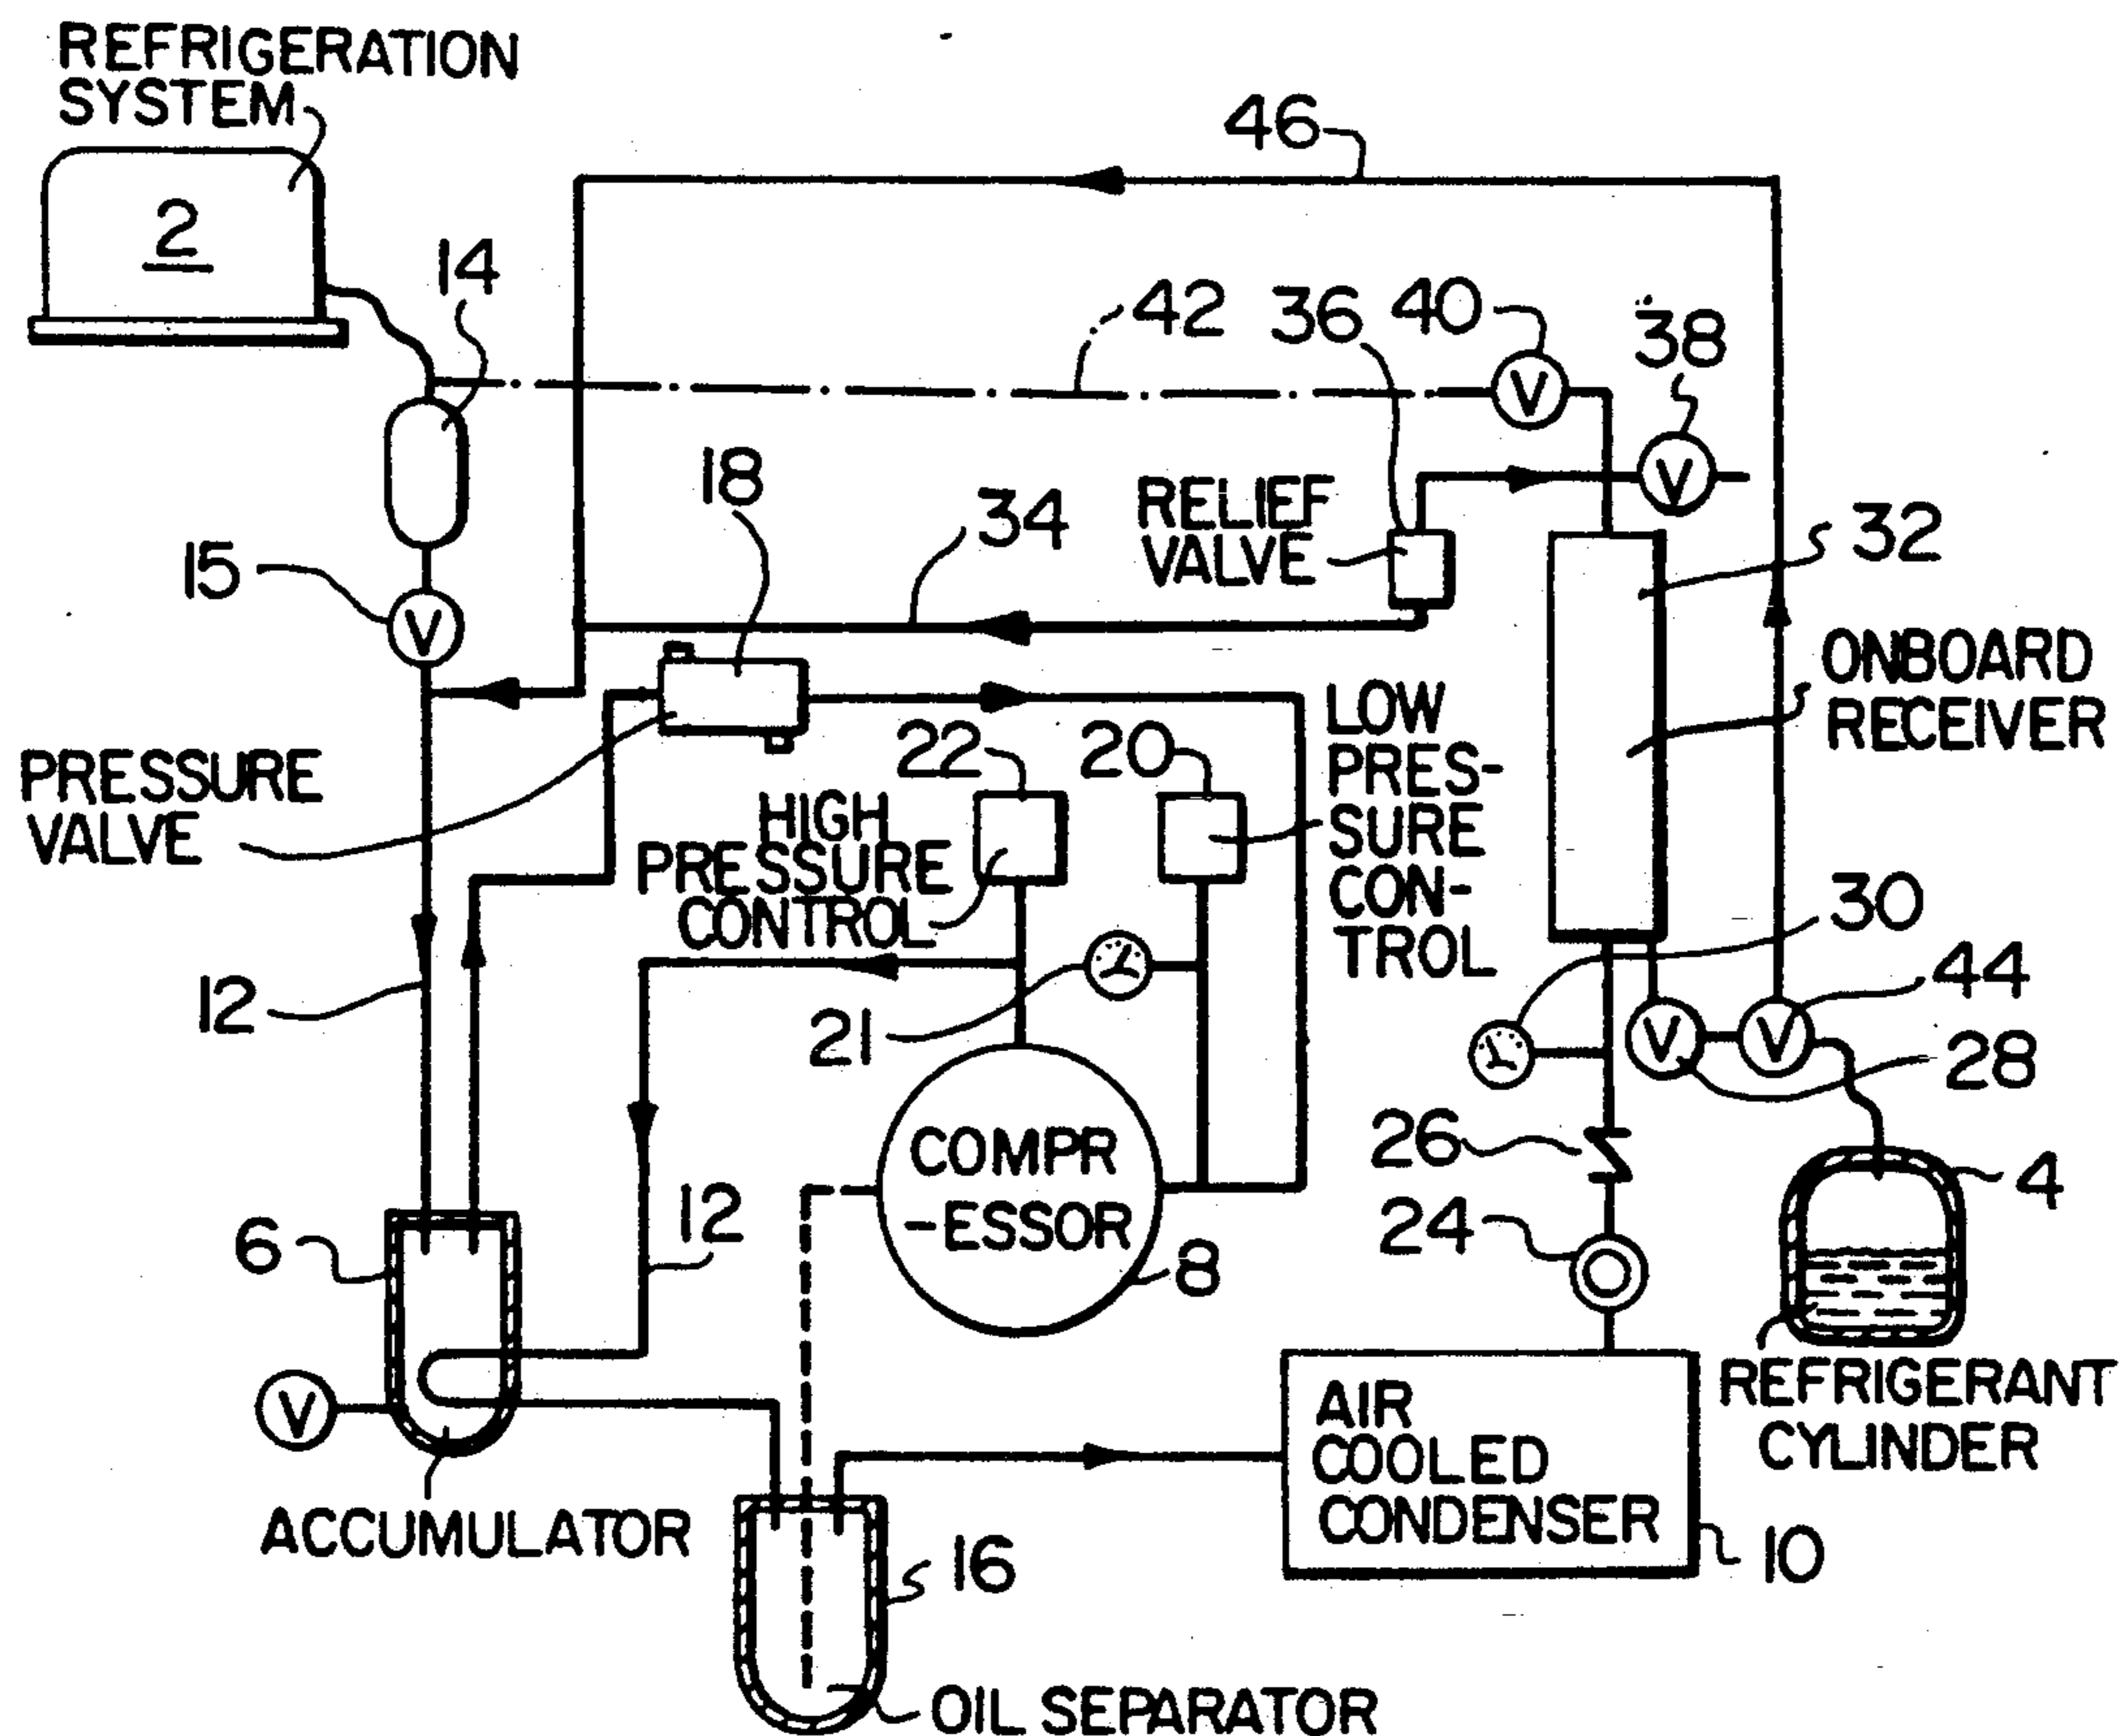 REFRIGERATION
SYSTEM
2
14
46
42
36
40
38
V
V
18
34
RELIEF
VALVE
32
15
V
ONBOARD
RECEIVER
PRESSURE
VALVE
22
20
LOW
PRES-
SURE
CON-
TROL
HIGH
PRESSURE
CONTROL
30
12
21
44
V
V
28
COMPR
-ESSOR
26
4
6
12
8
24
V
REFRIGERANT
CYLINDER
AIR
COOLED
CONDENSER
ACCUMULATOR
16
10
OIL SEPARATOR